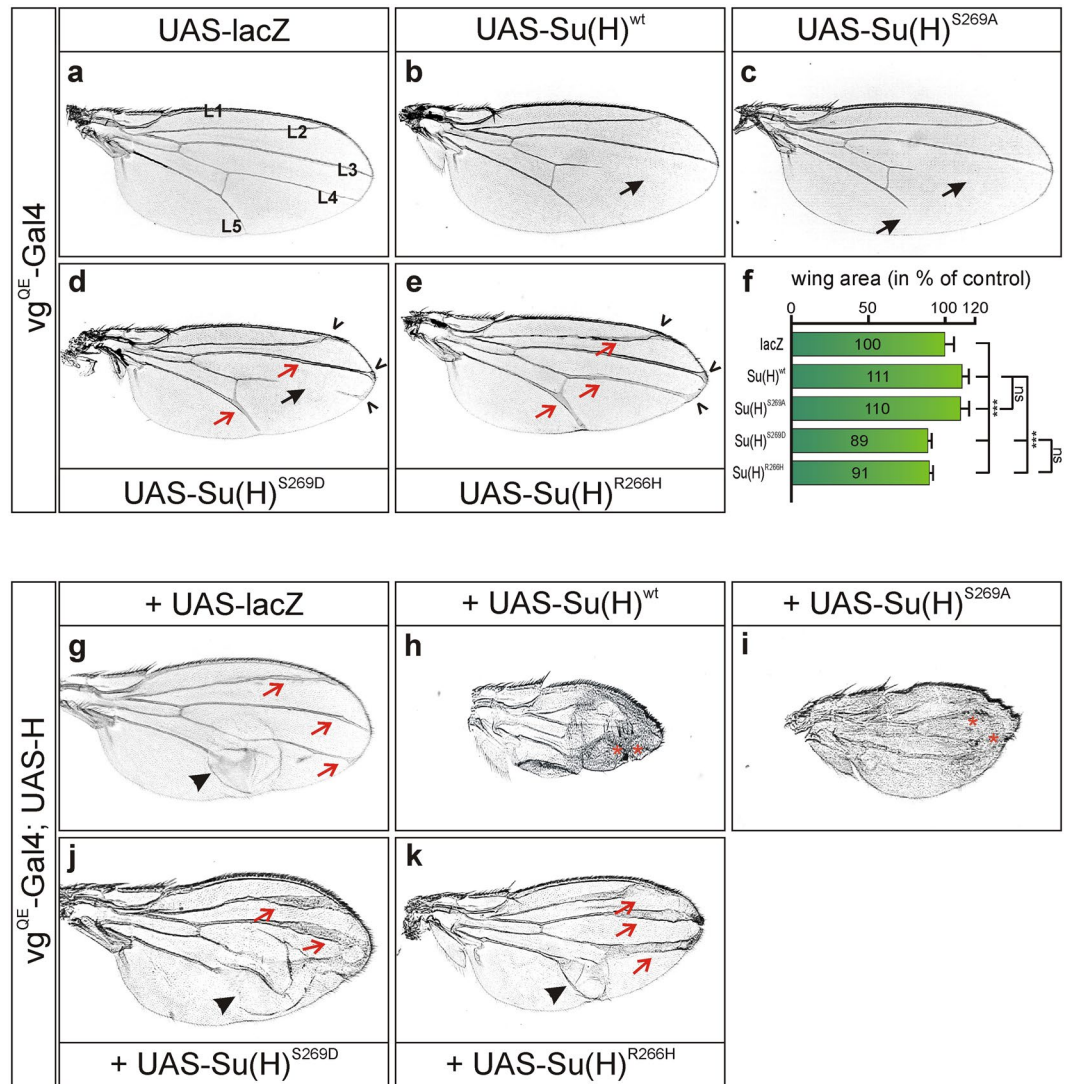 UAS-lacZ
UAS-Su(H)wt
UAS-Su(H)S269A
vgQE-Gal4
a
L1
L2
L3
L4
L5
b
c
d
e
f
wing area (in % of control)
0 50 100 120
lacZ 100
Su(H)wt 111
Su(H)S269A 110
Su(H)S269D 89
Su(H)R266H 91
***
ns
***
ns
UAS-Su(H)S269D
UAS-Su(H)R266H
vgQE-Gal4; UAS-H
+ UAS-lacZ
+ UAS-Su(H)wt
+ UAS-Su(H)S269A
g
h
* *
i
*
*
j
k
+ UAS-Su(H)S269D
+ UAS-Su(H)R266H